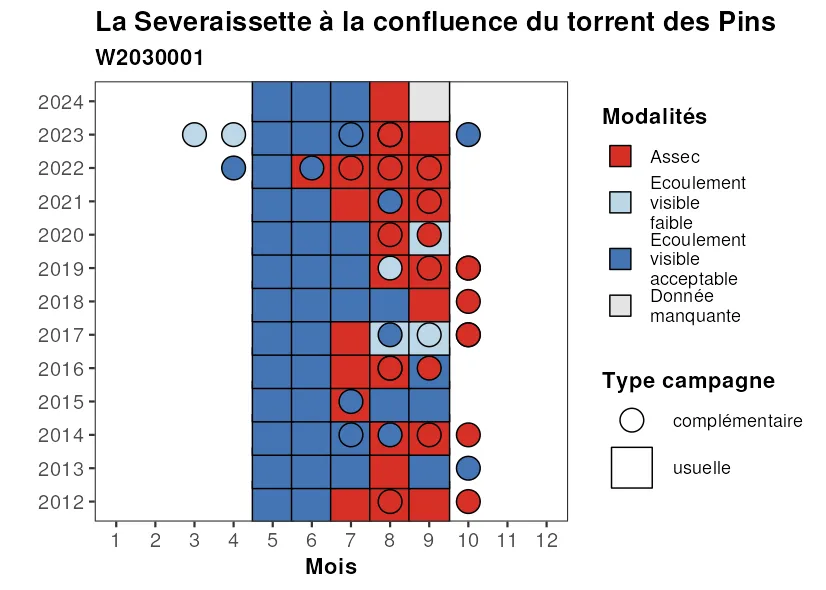 La Severaissette à la confluence du torrent des Pins
W2030001
2024
2023
2022
2021
2020
2019
2018
2017
2016
2015
2014
2013
2012
1 2 3 4 5 6 7 8 9 10 11 12
Mois
Modalités
Assec
Ecoulement
visible
faible
Ecoulement
visible
acceptable
Donnée
manquante
Type campagne
complémentaire
usuelle